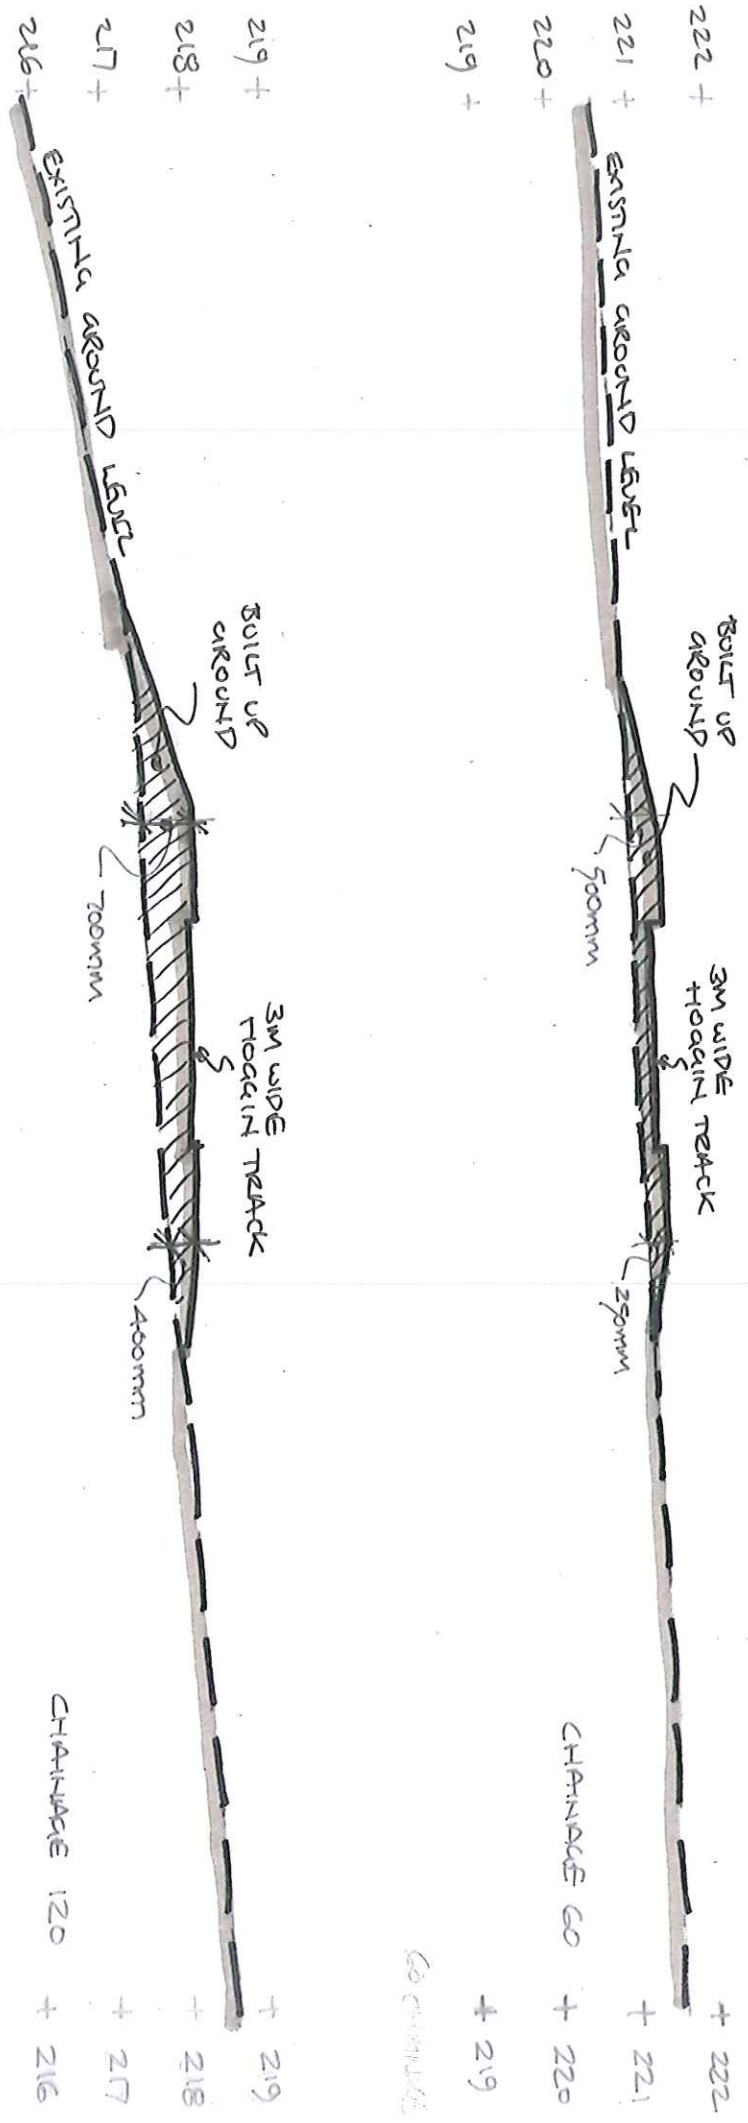 222 +
221 +
220 +
219 +
EXISTING GROUND LEVEL
BUILT UP
GROUND
500mm
3M WIDE
HOGGIN TRACK
250mm
CHAINAGE 60
+ 222
+ 221
+ 220
+ 219
60 CHAINAGE
219 +
218 +
217 +
216 +
EXISTING GROUND LEVEL
BUILT UP
GROUND
700mm
3M WIDE
HOGGIN TRACK
400mm
CHAINAGE 120
+ 219
+ 218
+ 217
+ 216